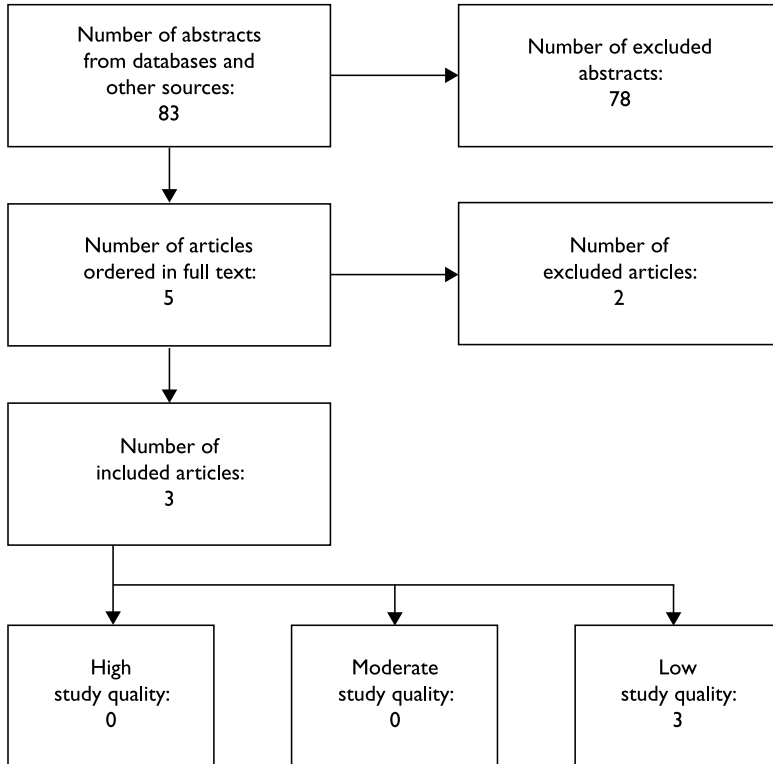 Number of abstracts
from databases and
other sources:
83
Number of excluded
abstracts:
78
Number of articles
ordered in full text:
5
Number of
excluded articles:
2
Number of
included articles:
3
High
study quality:
0
Moderate
study quality:
0
Low
study quality:
3